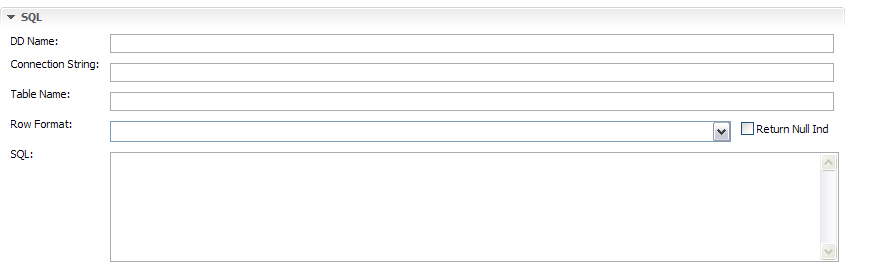 SQL
DD Name:
Connection String:
Table Name:
Row Format:
Return Null Ind
SQL: